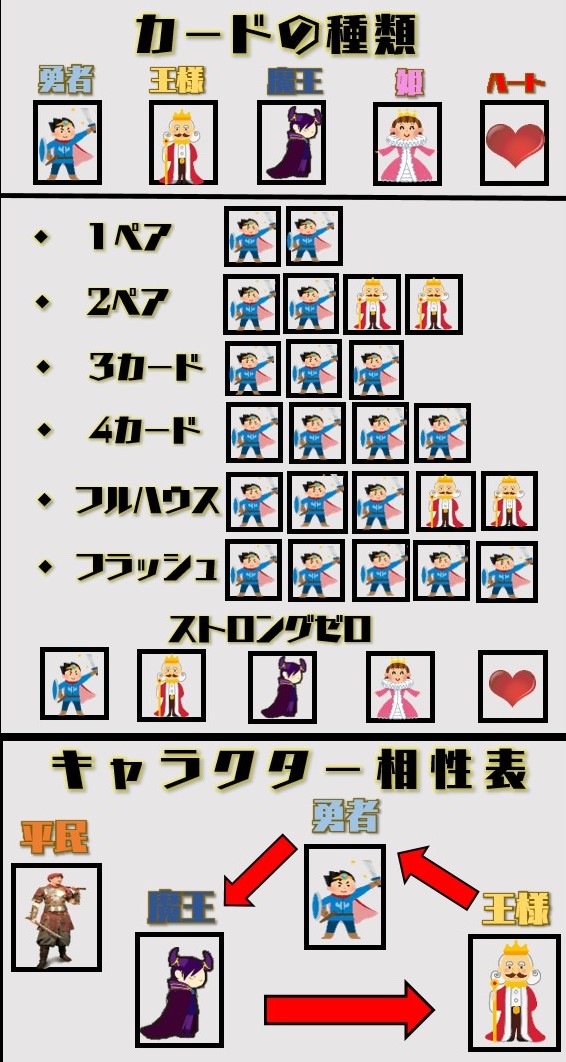 カードの種類
勇者 王様 魔王 姫 ハート
◆ 1ペア
◆ 2ペア
◆ 3カード
◆ 4カード
◆ フルハウス
◆ フラッシュ
ストロングゼロ
キャラクター相性表
勇者
平民
魔王 王様